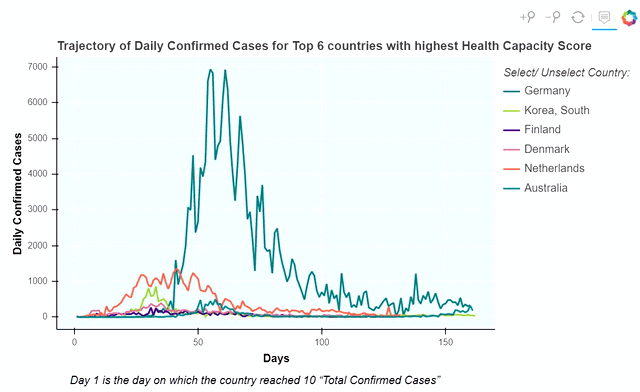 Trajectory of Daily Confirmed Cases for Top 6 countries with highest Health Capacity Score
Select/ Unselect Country:
Germany
Korea, South
Finland
Denmark
Netherlands
Australia
Daily Confirmed Cases
7000
6000
5000
4000
3000
2000
1000
0
0 50 100 150
Days
Day 1 is the day on which the country reached 10 “Total Confirmed Cases”